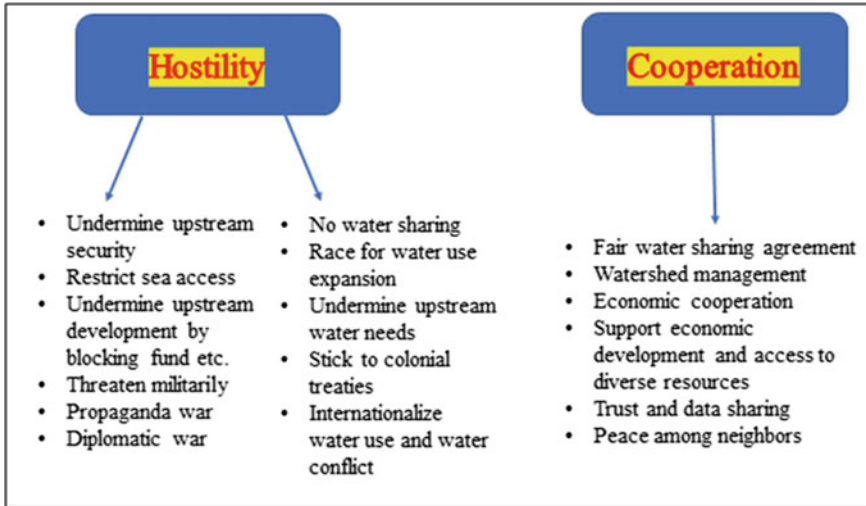 Hostility
• Undermine upstream
security
• Restrict sea access
• Undermine upstream
development by
blocking fund etc.
• Threaten militarily
• Propaganda war
• Diplomatic war
• No water sharing
• Race for water use
expansion
• Undermine upstream
water needs
• Stick to colonial
treaties
• Internationalize
water use and water
conflict
Cooperation
• Fair water sharing agreement
• Watershed management
• Economic cooperation
• Support economic
development and access to
diverse resources
• Trust and data sharing
• Peace among neighbors